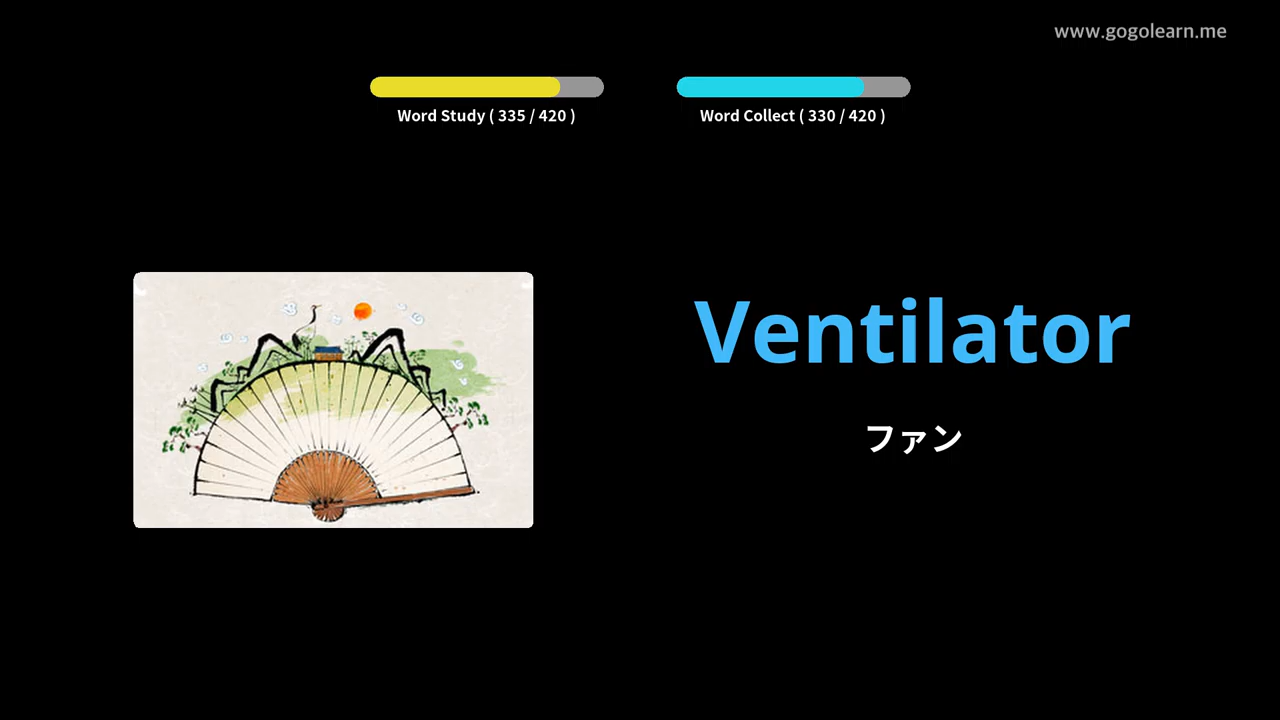 www.gogolearn.me
Word Study ( 335 / 420 )
Word Collect ( 330 / 420 )
Ventilator
ファン